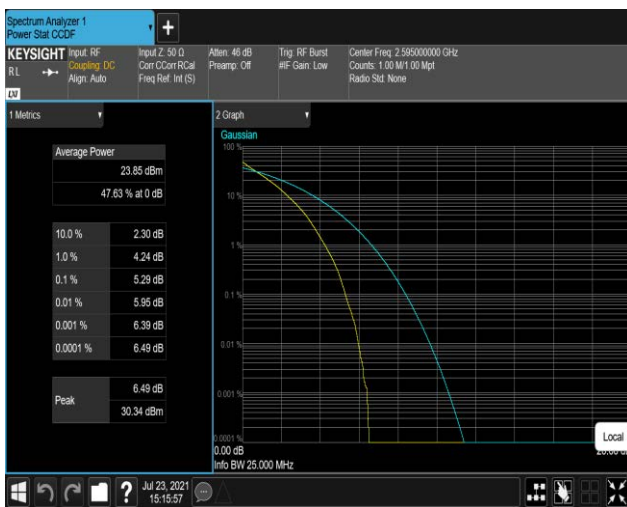 Spectrum Analyzer 1
Power Stat CCDF
+
KEYSIGHT
Input: RF
Coupling: DC
Align: Auto
Input Z: 50 Ω
Corr CCorr RCal
Freq Ref: Int (S)
Atten: 46 dB
Preamp: Off
Trig: RF Burst
#IF Gain: Low
Center Freq: 2.595000000 GHz
Counts: 1.00 M/1.00 Mpt
Radio Std: None
R L
LXI
1 Metrics
Average Power
23.85 dBm
47.63 % at 0 dB
10.0 % 2.30 dB
1.0 % 4.24 dB
0.1 % 5.29 dB
0.01 % 5.95 dB
0.001 % 6.39 dB
0.0001 % 6.49 dB
Peak
6.49 dB
30.34 dBm
2 Graph
Gaussian
100 %
10 %
1 %
0.1 %
0.01 %
0.001 %
0.0001 %
0.00 dB
Info BW 25.000 MHz
Local
?
Jul 23, 2021
15:15:57